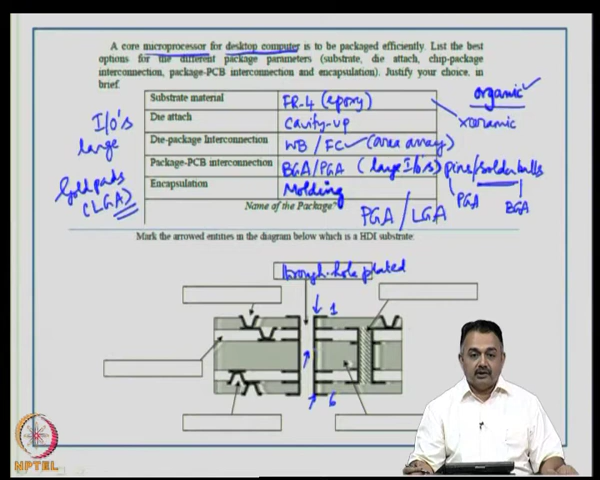 A core microprocessor for desktop computer is to be packaged efficiently. List the best
options for the different package parameters (substrate, die attach, chip-package
interconnection, package-PCB interconnection and encapsulation). Justify your choice, in
brief.
organic ✓
Substrate material FR-4 (epoxy)
x ceramic
I/O's
large
Die attach Cavity-up
Die-package Interconnection WB / FC ✓ (area array)
Package-PCB interconnection BGA/PGA (large I/o's) pins/solder balls
PGA BGA
Gold pads
(LGA)
Encapsulation Molding
Name of the Package? PGA / LGA
Mark the arrowed entities in the diagram below which is a HDI substrate:
through-hole plated
1
6
NPTEL